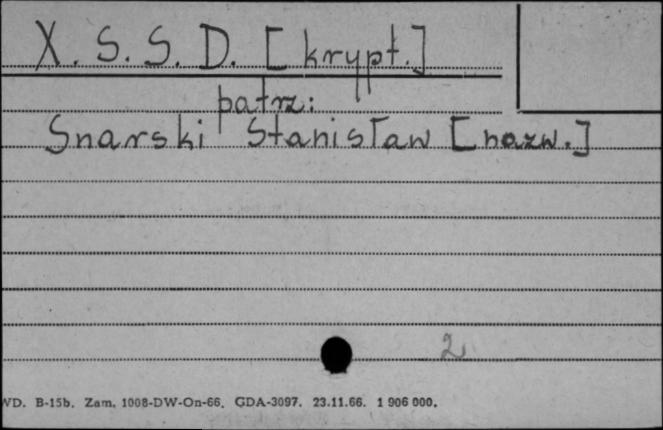 X. S. S. D. [krypt.]
patrz:
Snarski Stanisław [nazw.]
2
WD. B-15b. Zam. 1008-DW-On-66. GDA-3097. 23.11.66. 1 906 000.